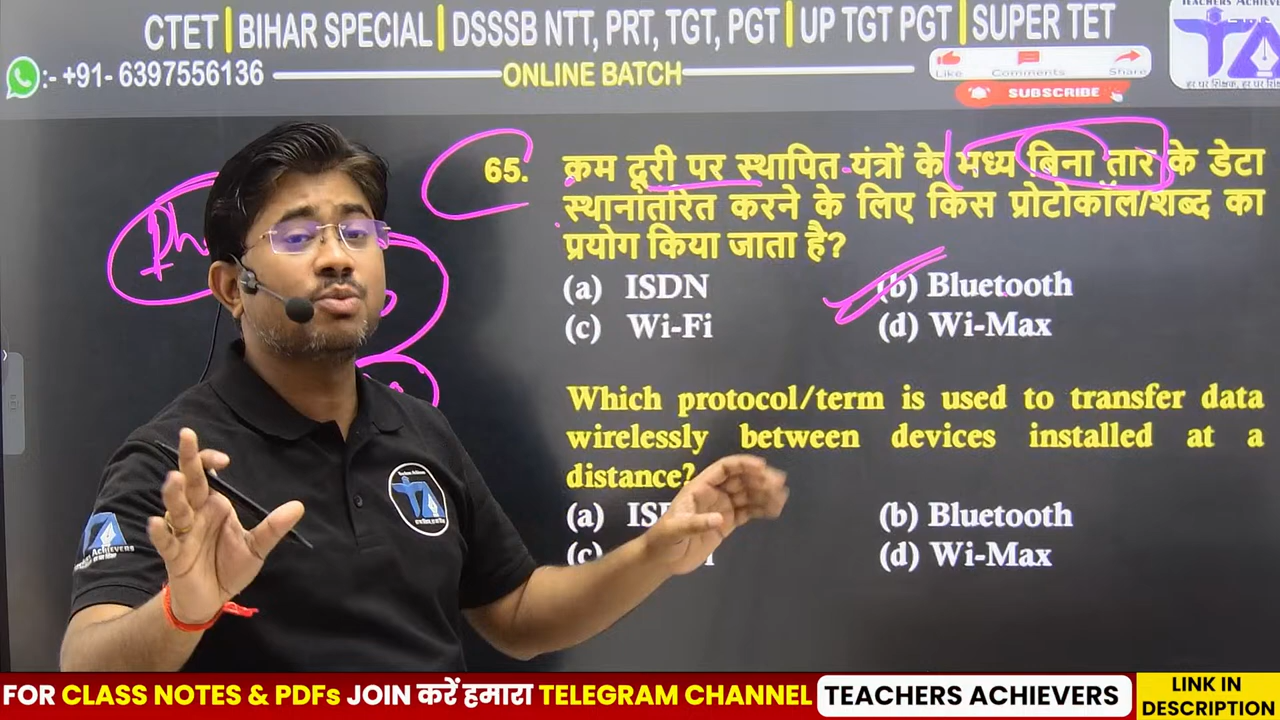 CTET | BIHAR SPECIAL | DSSSB NTT, PRT, TGT, PGT | UP TGT PGT | SUPER TET
:- +91- 6397556136 ONLINE BATCH
Like Comments Share
SUBSCRIBE
65. क्रम दूरी पर स्थापित यंत्रों के मध्य बिना तार के डेटा
स्थानांतरित करने के लिए किस प्रोटोकॉल/शब्द का
प्रयोग किया जाता है?
(a) ISDN (b) Bluetooth
(c) Wi-Fi (d) Wi-Max
Ph
Which protocol/term is used to transfer data
wirelessly between devices installed at a
distance?
(a) (b) Bluetooth
(c) (d) Wi-Max
FOR CLASS NOTES & PDFs JOIN करें हमारा TELEGRAM CHANNEL TEACHERS ACHIEVERS LINK IN
DESCRIPTION